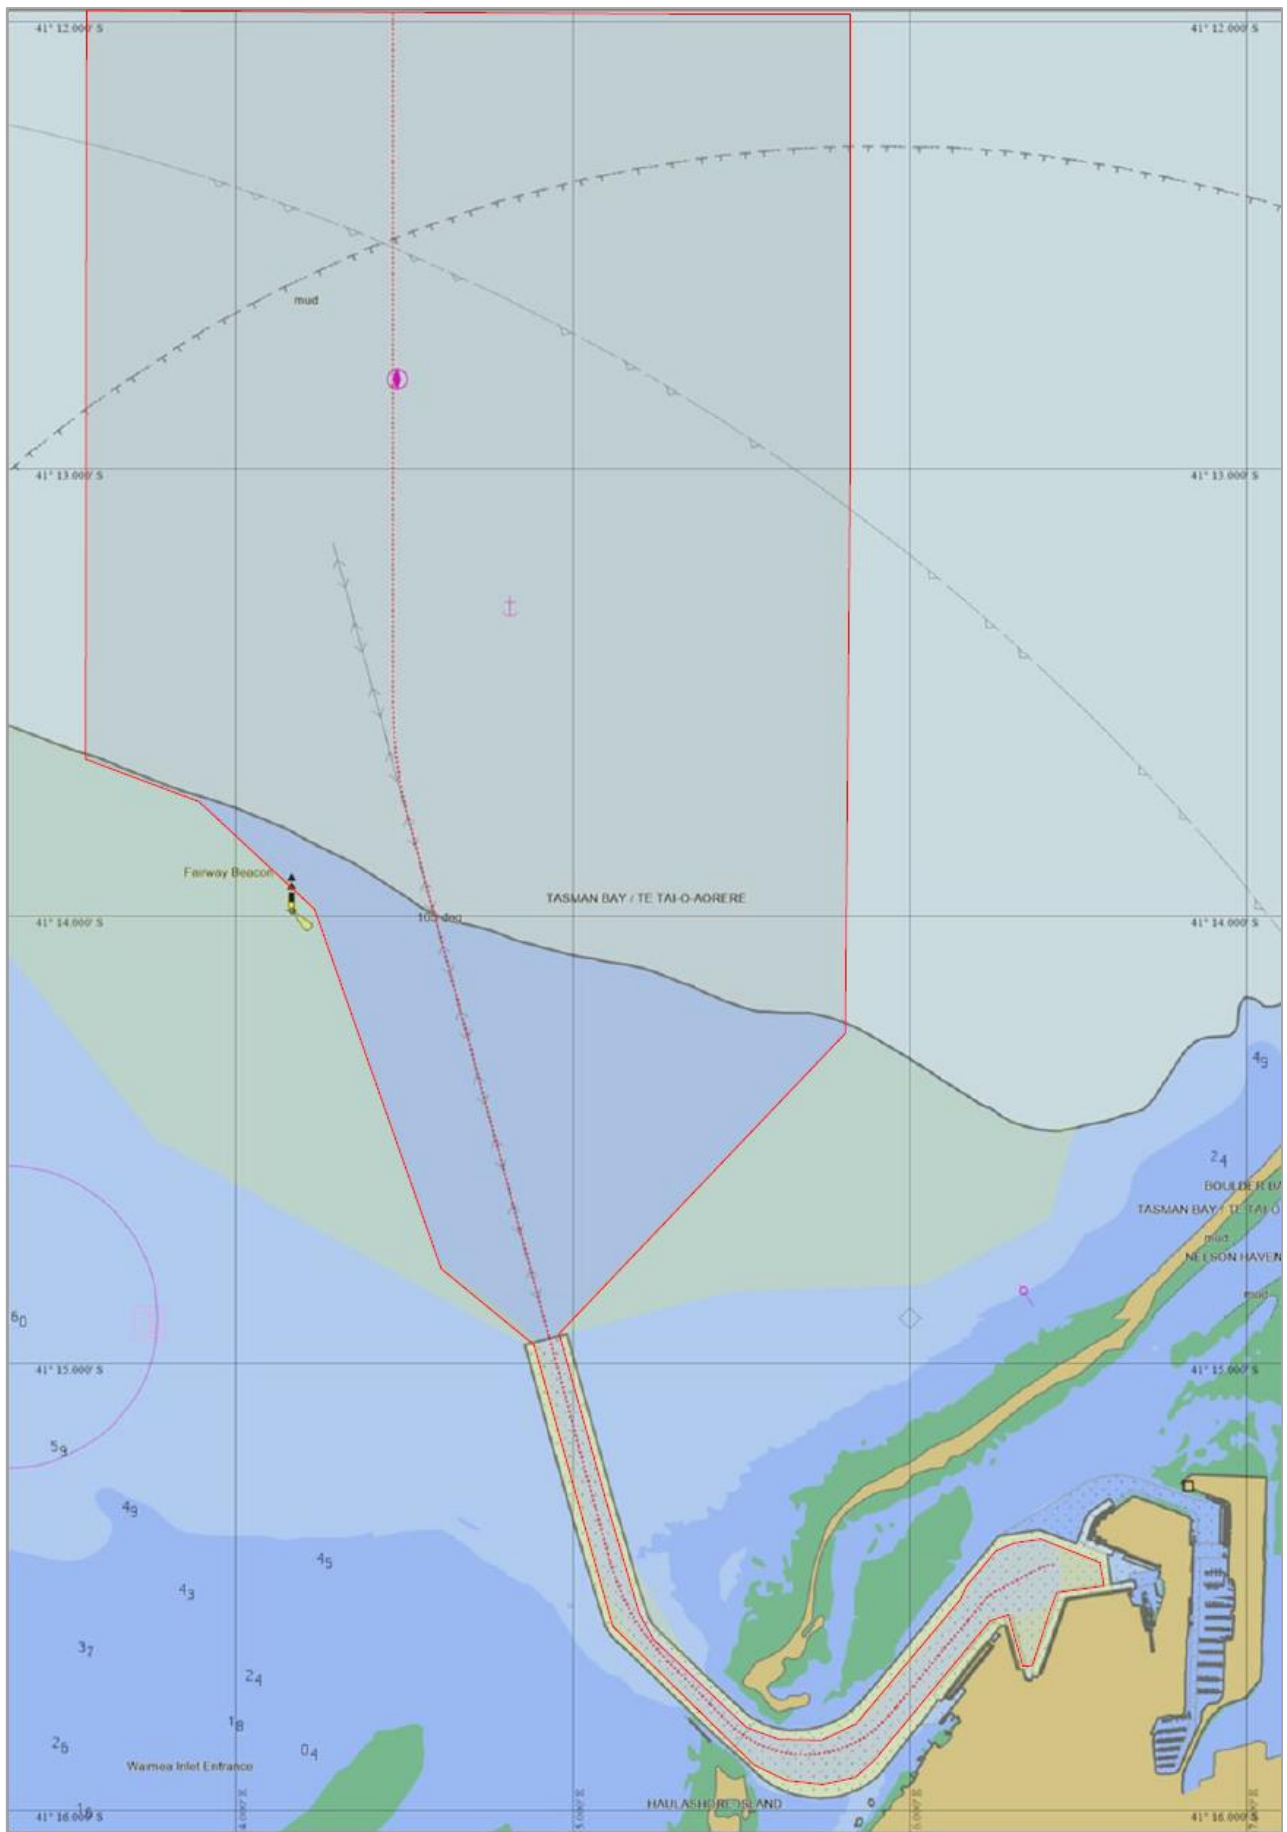 41° 12.000' S
41° 12.000' S
mud
41° 13.000' S
41° 13.000' S
Fairway Beacon
TASMAN BAY / TE TAI-O-AORERE
41° 14.000' S
41° 14.000' S
4₉
2₄
BOULDER BA
TASMAN BAY / TE TAI-O
mud
NELSON HAVEN
mud
6₀
41° 15.000' S
41° 15.000' S
5₉
4₉
4₅
4₃
3₇
2₄
1₈
2₆
0₄
Waimea Inlet Entrance
HAULASHORE ISLAND
41° 16.000' S
41° 16.000' S